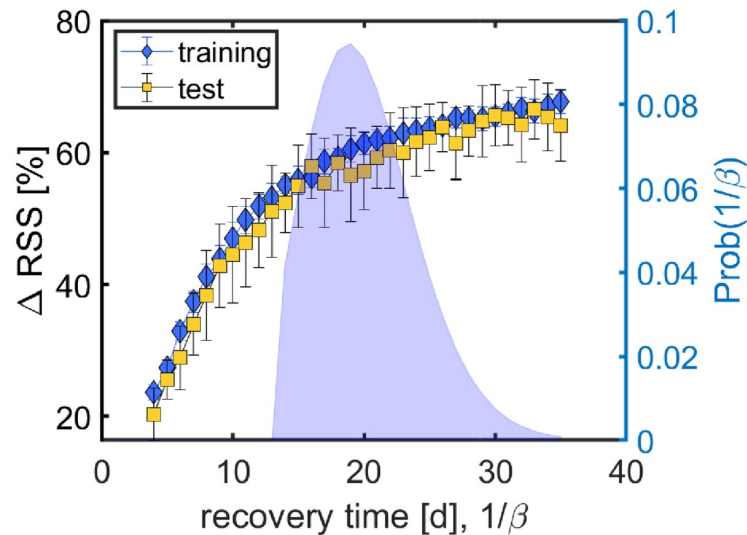 80
60
40
20
Δ RSS [%]
training
test
0.1
0.08
0.06
0.04
0.02
0
Prob(1/β)
0 10 20 30 40
recovery time [d], 1/β